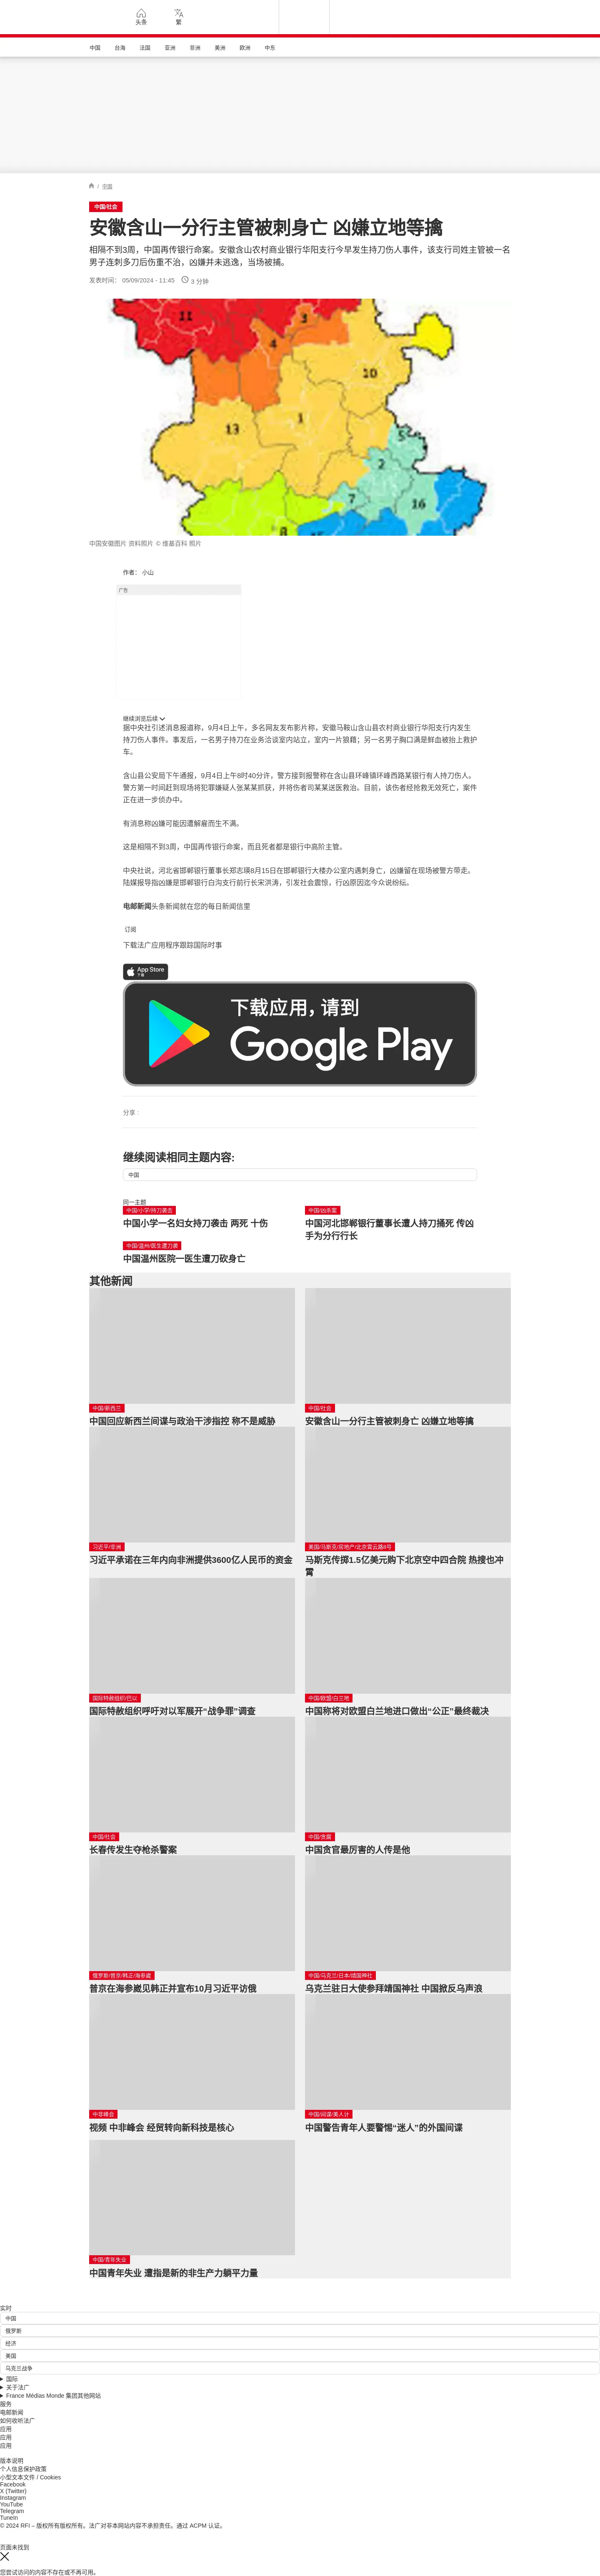 头条
繁
中国
台海
法国
亚洲
非洲
美洲
欧洲
中东
/ 中国
中国/社会
安徽含山一分行主管被刺身亡 凶嫌立地等擒
相隔不到3周，中国再传银行命案。安徽含山农村商业银行华阳支行今早发生持刀伤人事件，该支行司姓主管被一名
男子连刺多刀后伤重不治，凶嫌并未逃逸，当场被捕。
发表时间： 05/09/2024 - 11:45
3 分钟
11
4
10
13
1
5
2
7
16
8
中国安徽图片 资料照片 © 维基百科 照片
作者： 小山
广告
继续浏览后续
据中央社引述消息报道称，9月4日上午，多名网友发布影片称，安徽马鞍山含山县农村商业银行华阳支行内发生
持刀伤人事件。事发后，一名男子持刀在业务洽谈室内站立，室内一片狼藉；另一名男子胸口满是鲜血被抬上救护
车。
含山县公安局下午通报，9月4日上午8时40分许，警方接到报警称在含山县环峰镇环峰西路某银行有人持刀伤人。
警方第一时间赶到现场将犯罪嫌疑人张某某抓获，并将伤者司某某送医救治。目前，该伤者经抢救无效死亡，案件
正在进一步侦办中。
有消息称凶嫌可能因遭解雇而生不满。
这是相隔不到3周，中国再传银行命案，而且死者都是银行中高阶主管。
中央社说，河北省邯郸银行董事长郑志瑛8月15日在邯郸银行大楼办公室内遇刺身亡，凶嫌留在现场被警方带走。
陆媒报导指凶嫌是邯郸银行白沟支行前行长宋洪涛，引发社会震惊，行凶原因迄今众说纷纭。
电邮新闻头条新闻就在您的每日新闻信里
订阅
下载法广应用程序跟踪国际时事
App Store
下载
下载应用，请到
Google Play
分享 :
继续阅读相同主题内容:
中国
同一主题
中国/小学/持刀袭击
中国小学一名妇女持刀袭击 两死 十伤
中国/凶杀案
中国河北邯郸银行董事长遭人持刀捅死 传凶
手为分行行长
中国/温州/医生遭刀袭
中国温州医院一医生遭刀砍身亡
其他新闻
中国/新西兰
中国回应新西兰间谍与政治干涉指控 称不是威胁
中国/社会
安徽含山一分行主管被刺身亡 凶嫌立地等擒
习近平/非洲
习近平承诺在三年内向非洲提供3600亿人民币的资金
美国/马斯克/房地产/北京霄云路8号
马斯克传掷1.5亿美元购下北京空中四合院 热搜也冲
霄
国际特赦组织/巴以
国际特赦组织呼吁对以军展开“战争罪”调查
中国/欧盟/白兰地
中国称将对欧盟白兰地进口做出“公正”最终裁决
中国/社会
长春传发生夺枪杀警案
中国/贪腐
中国贪官最厉害的人传是他
俄罗斯/普京/韩正/海参崴
普京在海参崴见韩正并宣布10月习近平访俄
中国/乌克兰/日本/靖国神社
乌克兰驻日大使参拜靖国神社 中国掀反乌声浪
中非峰会
视频 中非峰会 经贸转向新科技是核心
中国/间谍/美人计
中国警告青年人要警惕“迷人”的外国间谍
中国/青年失业
中国青年失业 遭指是新的非生产力躺平力量
实时
中国
俄罗斯
经济
美国
乌克兰战争
国际
关于法广
France Médias Monde 集团其他网站
服务
电邮新闻
如何收听法广
应用
应用
应用
版本说明
个人信息保护政策
小型文本文件 / Cookies
Facebook
X (Twitter)
Instagram
YouTube
Telegram
TuneIn
© 2024 RFI – 版权所有版权所有。法广对非本网站内容不承担责任。通过 ACPM 认证。
页面未找到
您尝试访问的内容不存在或不再可用。